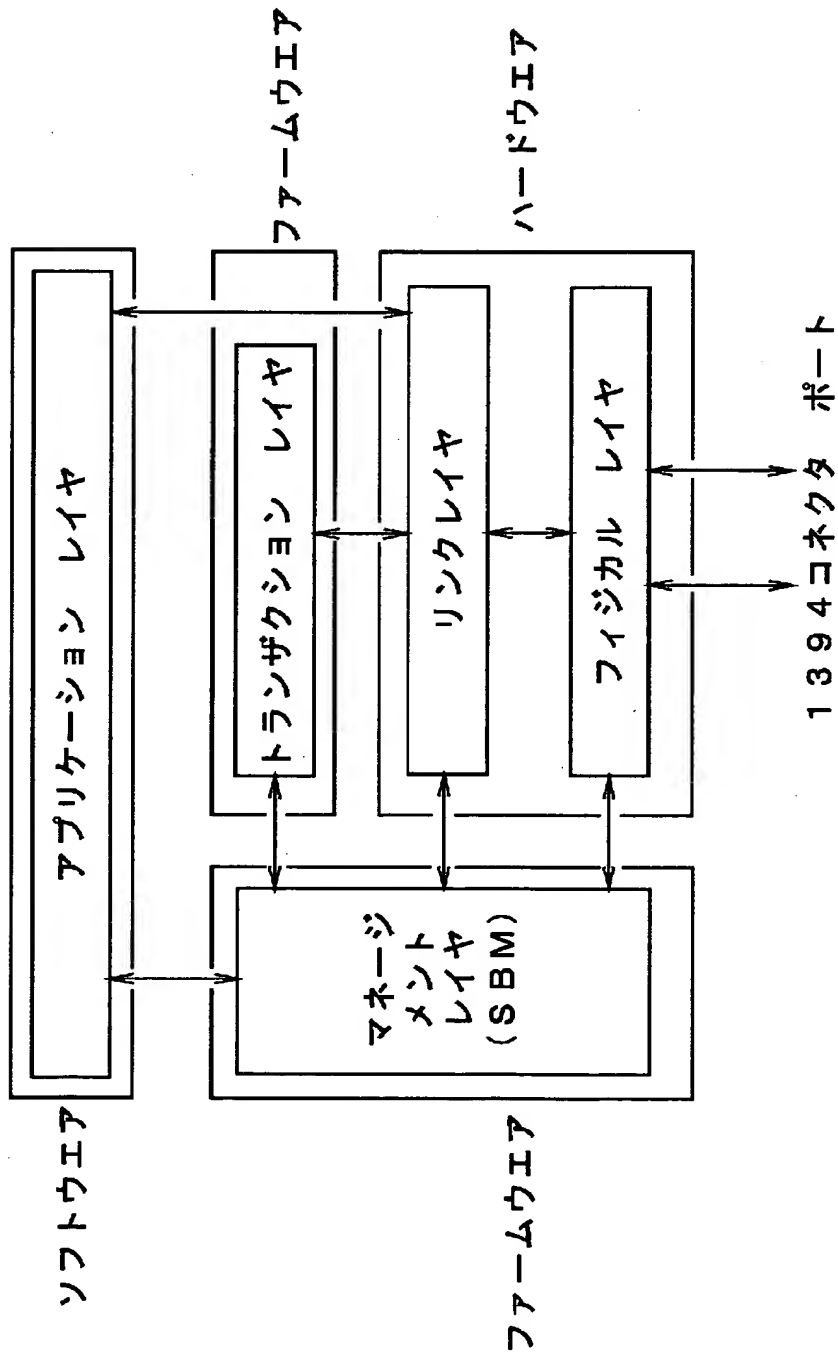 ソフトウエア
アプリケーション レイヤ
ファームウエア
トランザクション レイヤ
ハードウエア
リンクレイヤ
フィジカル レイヤ
ファームウエア
マネージ
メント
レイヤ
(SBM)
1394コネクタ ポート